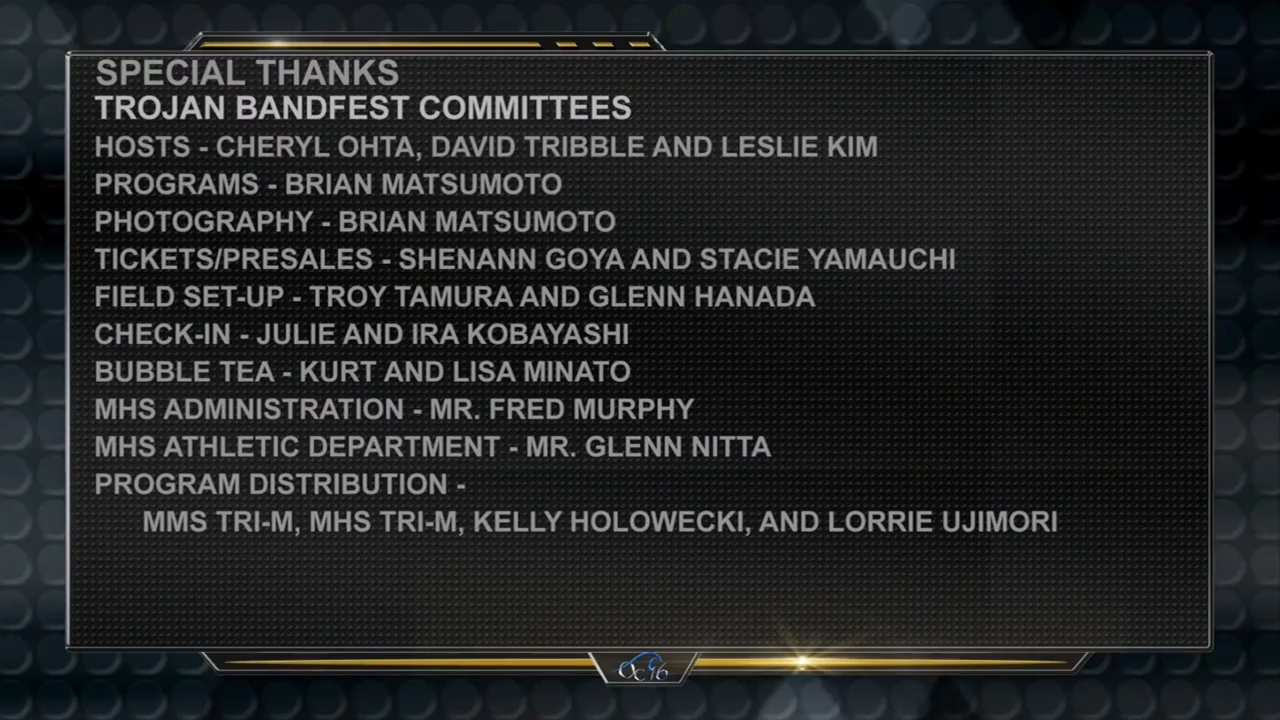 SPECIAL THANKS
TROJAN BANDFEST COMMITTEES
HOSTS - CHERYL OHTA, DAVID TRIBBLE AND LESLIE KIM
PROGRAMS - BRIAN MATSUMOTO
PHOTOGRAPHY - BRIAN MATSUMOTO
TICKETS/PRESALES - SHENANN GOYA AND STACIE YAMAUCHI
FIELD SET-UP - TROY TAMURA AND GLENN HANADA
CHECK-IN - JULIE AND IRA KOBAYASHI
BUBBLE TEA - KURT AND LISA MINATO
MHS ADMINISTRATION - MR. FRED MURPHY
MHS ATHLETIC DEPARTMENT - MR. GLENN NITTA
PROGRAM DISTRIBUTION -
MMS TRI-M, MHS TRI-M, KELLY HOLOWECKI, AND LORRIE UJIMORI
OC16